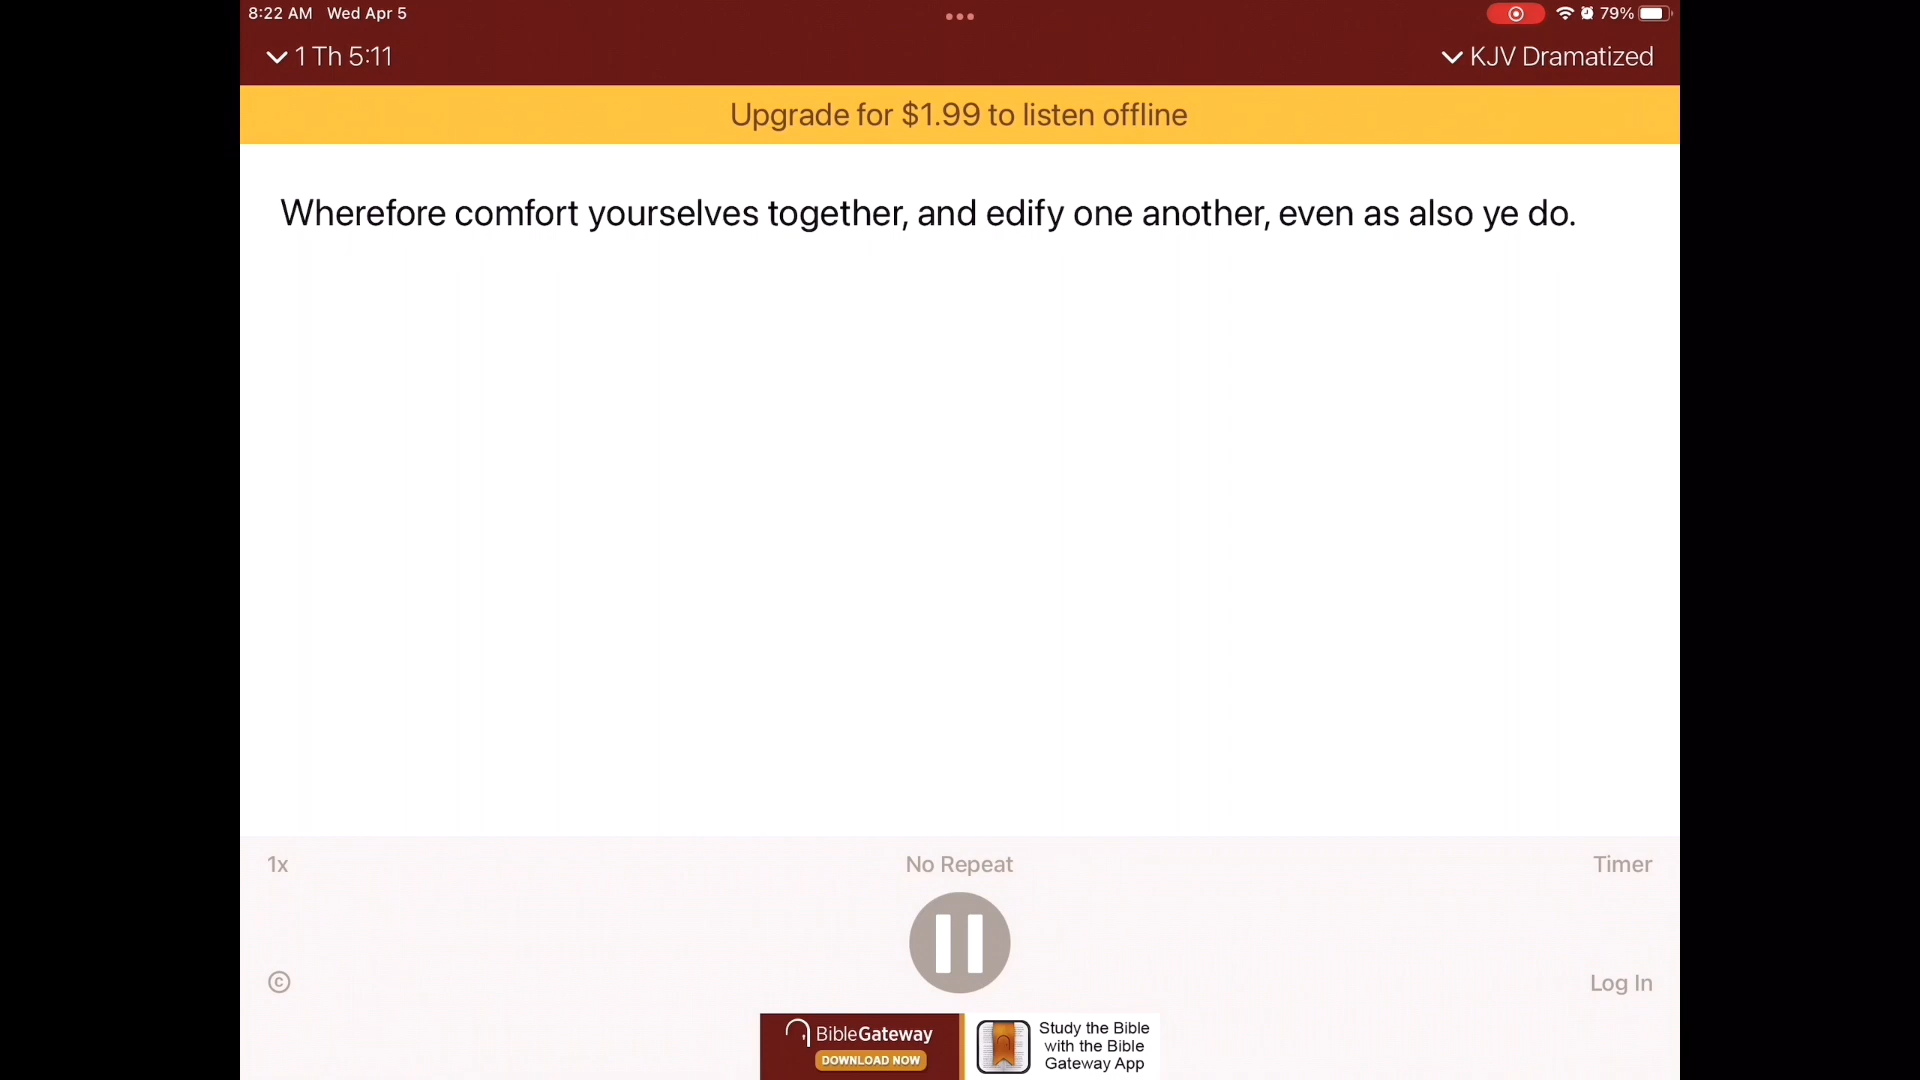 8:22 AM Wed Apr 5
79%
1 Th 5:11
KJV Dramatized
Upgrade for $1.99 to listen offline
Wherefore comfort yourselves together, and edify one another, even as also ye do.
1x
No Repeat
Timer
©
Log In
BibleGateway
DOWNLOAD NOW
Study the Bible
with the Bible
Gateway App